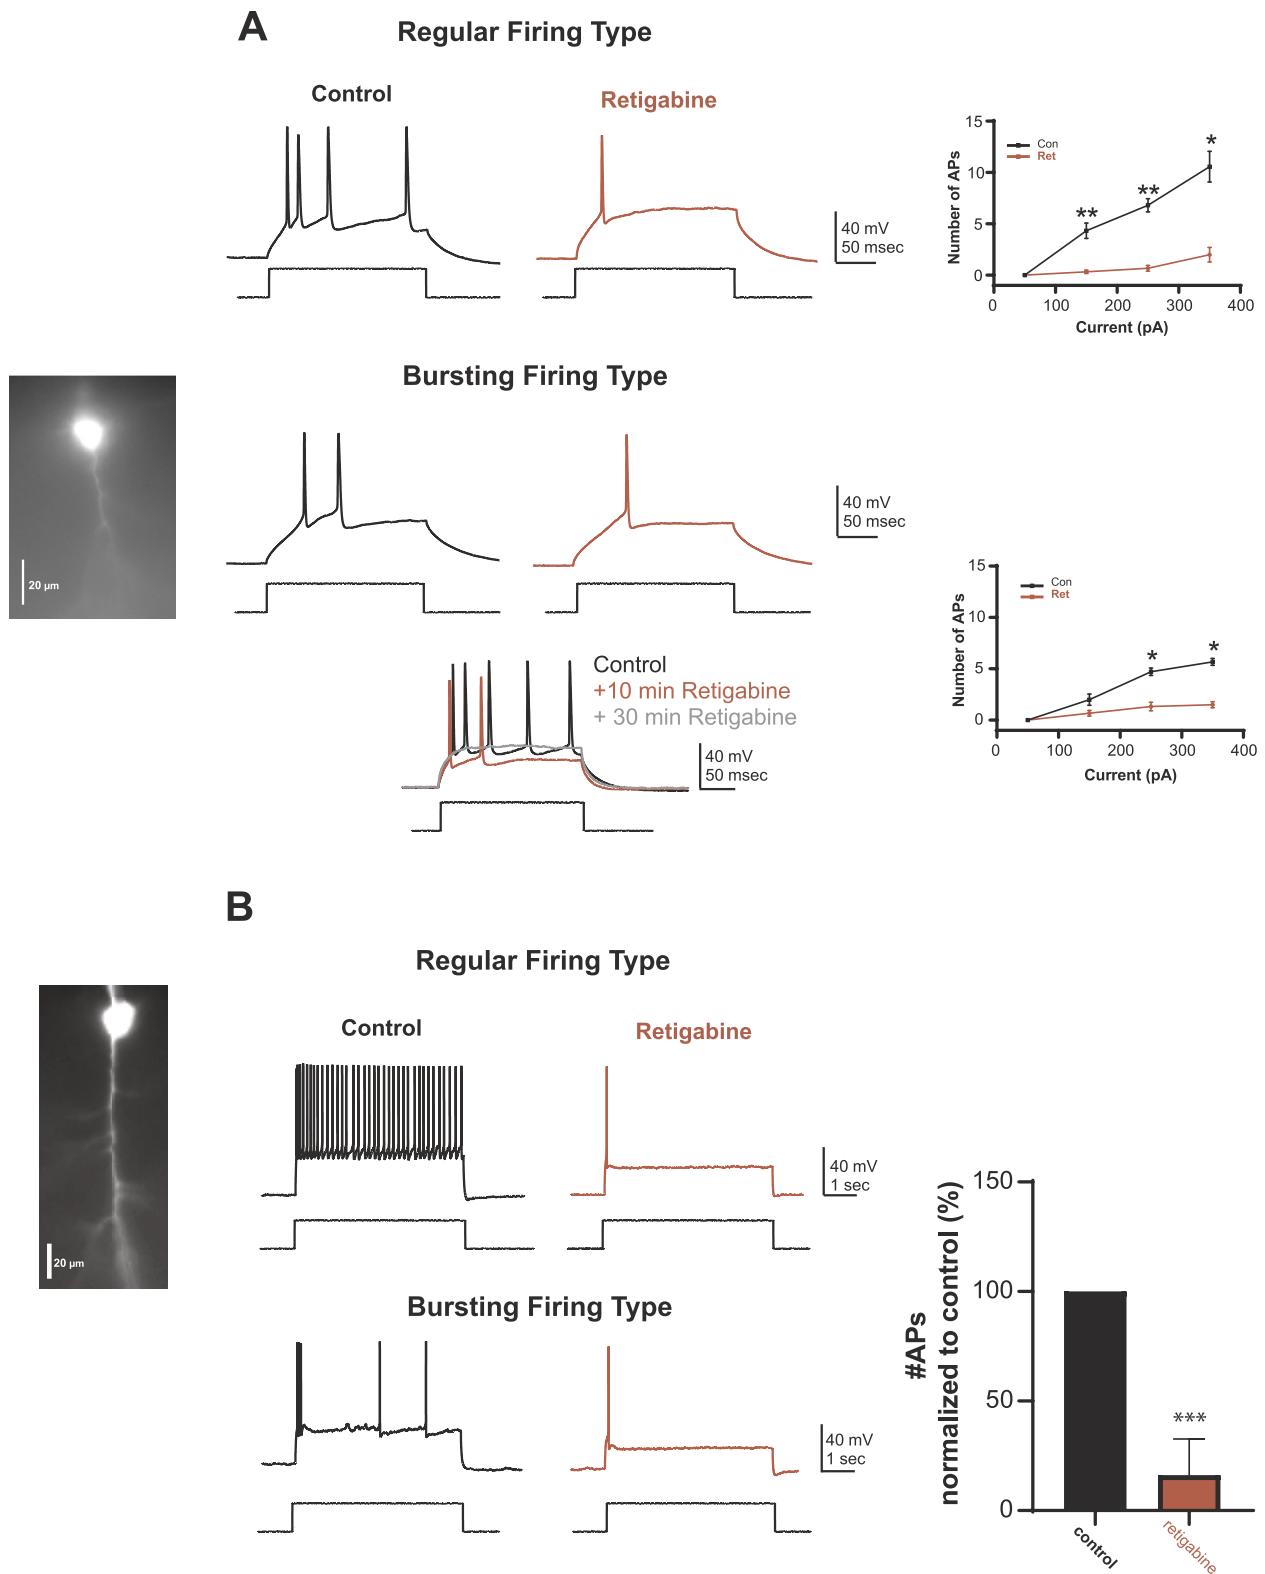 A
Regular Firing Type
Control
Retigabine
40 mV
50 msec
15
10
5
0
Number of APs
Con
Ret
**
**
*
0
100
200
300
400
Current (pA)
Bursting Firing Type
20 µm
40 mV
50 msec
15
10
5
0
Number of APs
Con
Ret
*
*
0
100
200
300
400
Current (pA)
Control
+10 min Retigabine
+ 30 min Retigabine
40 mV
50 msec
B
Regular Firing Type
Control
Retigabine
20 µm
40 mV
1 sec
Bursting Firing Type
40 mV
1 sec
#APs
normalized to control (%)
150
100
50
0
***
control
retigabine